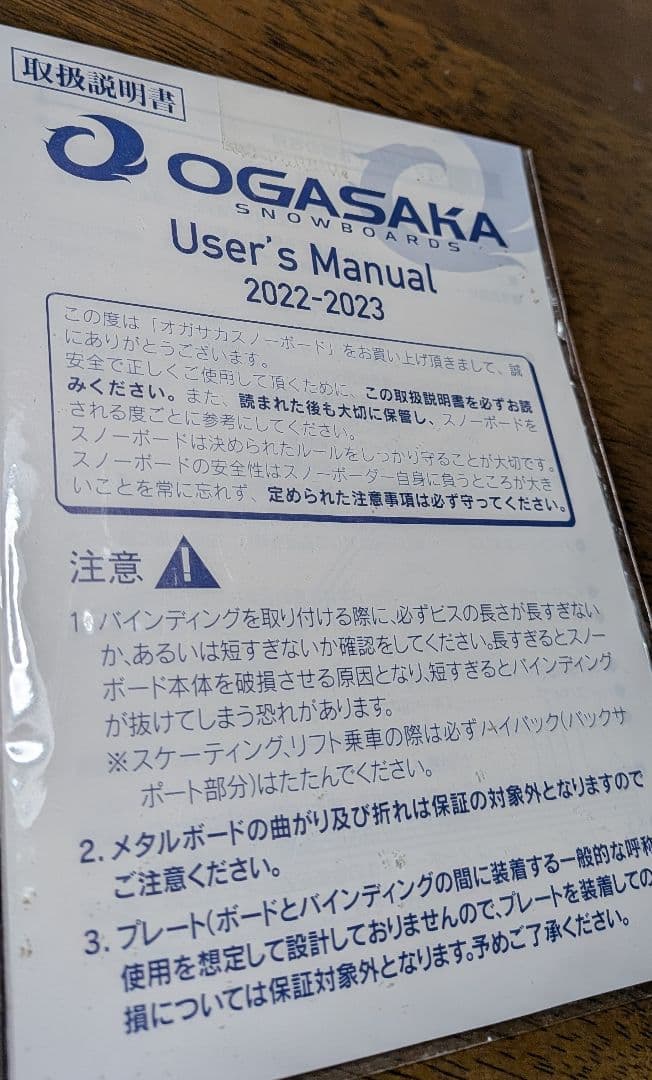 取扱説明書
OGASAKA
SNOWBOARDS
User's Manual
2022-2023
この度は「オガサカスノーボード」をお買い上げ頂きまして、誠
にありがとうございます。
安全で正しくご使用して頂くために、この取扱説明書を必ずお読
みください。また、読まれた後も大切に保管し、スノーボードを
される度ごとに参考にしてください。
スノーボードは決められたルールをしっかり守ることが大切です。
スノーボードの安全性はスノーボーダー自身に負うところが大き
いことを常に忘れず、定められた注意事項は必ず守ってください。
注意
1. バインディングを取り付ける際に、必ずビスの長さが長すぎない
か、あるいは短すぎないか確認をしてください。長すぎるとスノー
ボード本体を破損させる原因となり、短すぎるとバインディング
が抜けてしまう恐れがあります。
※スケーティング、リフト乗車の際は必ずハイバック(バックサ
ポート部分)はたたんでください。
2. メタルボードの曲がり及び折れは保証の対象外となりますので
ご注意ください。
3. プレート(ボードとバインディングの間に装着する一般的な呼称
使用を想定して設計しておりませんので、プレートを装着しての
損については保証対象外となります。予めご了承ください。